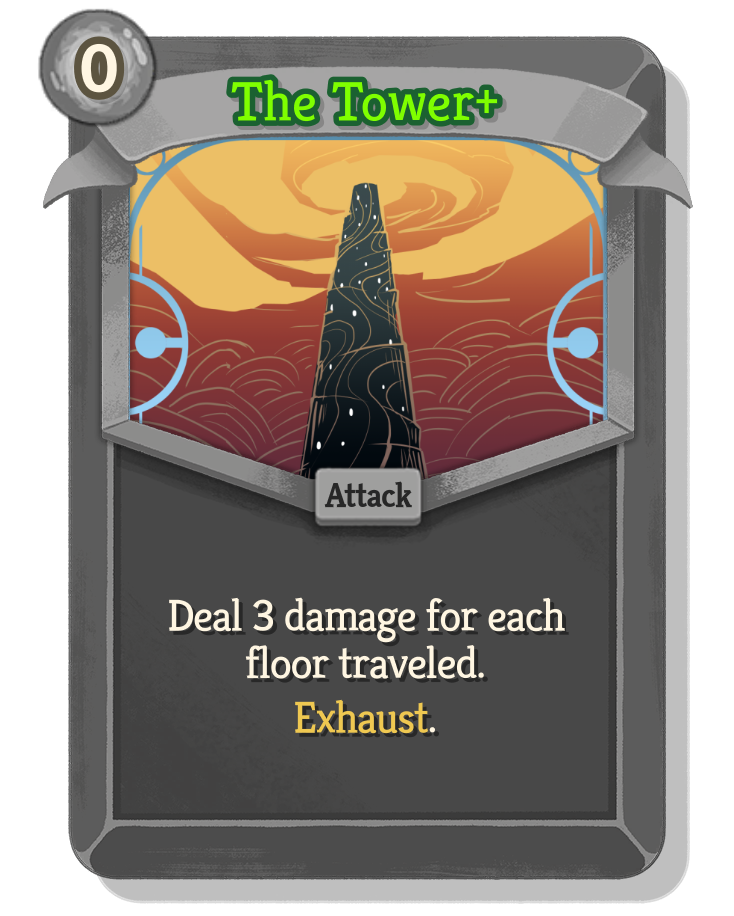 0
The Tower+
Attack
Deal 3 damage for each
floor traveled.
Exhaust.